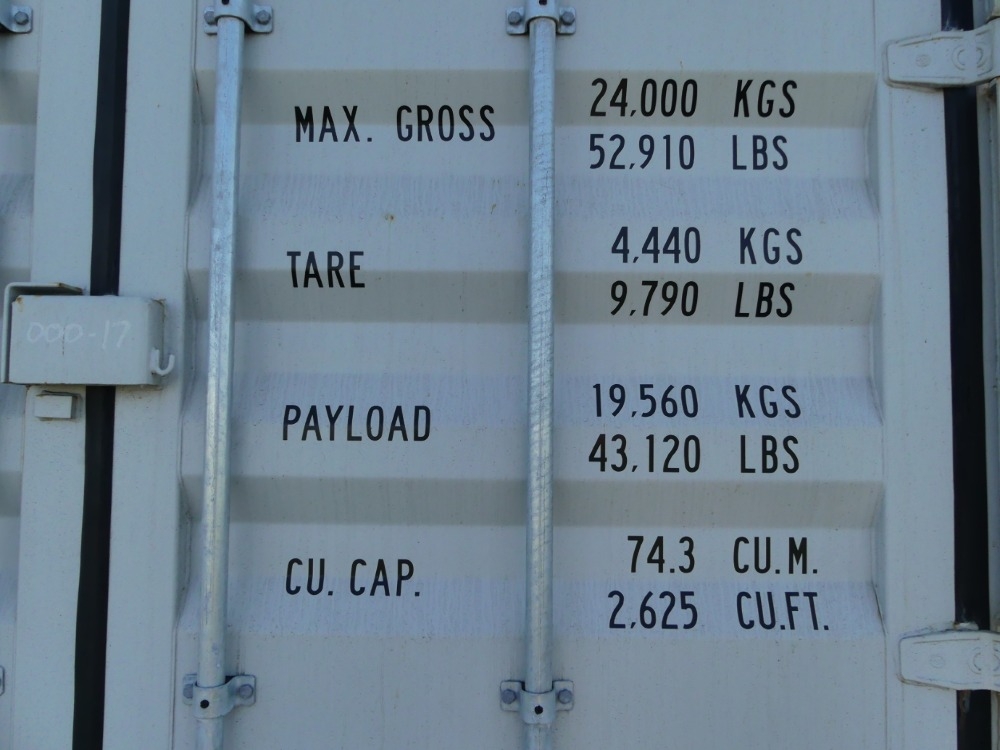 MAX. GROSS 24,000 KGS
52,910 LBS
TARE 4,440 KGS
9,790 LBS
000-17
PAYLOAD 19,560 KGS
43,120 LBS
CU. CAP. 74.3 CU.M.
2,625 CU.FT.